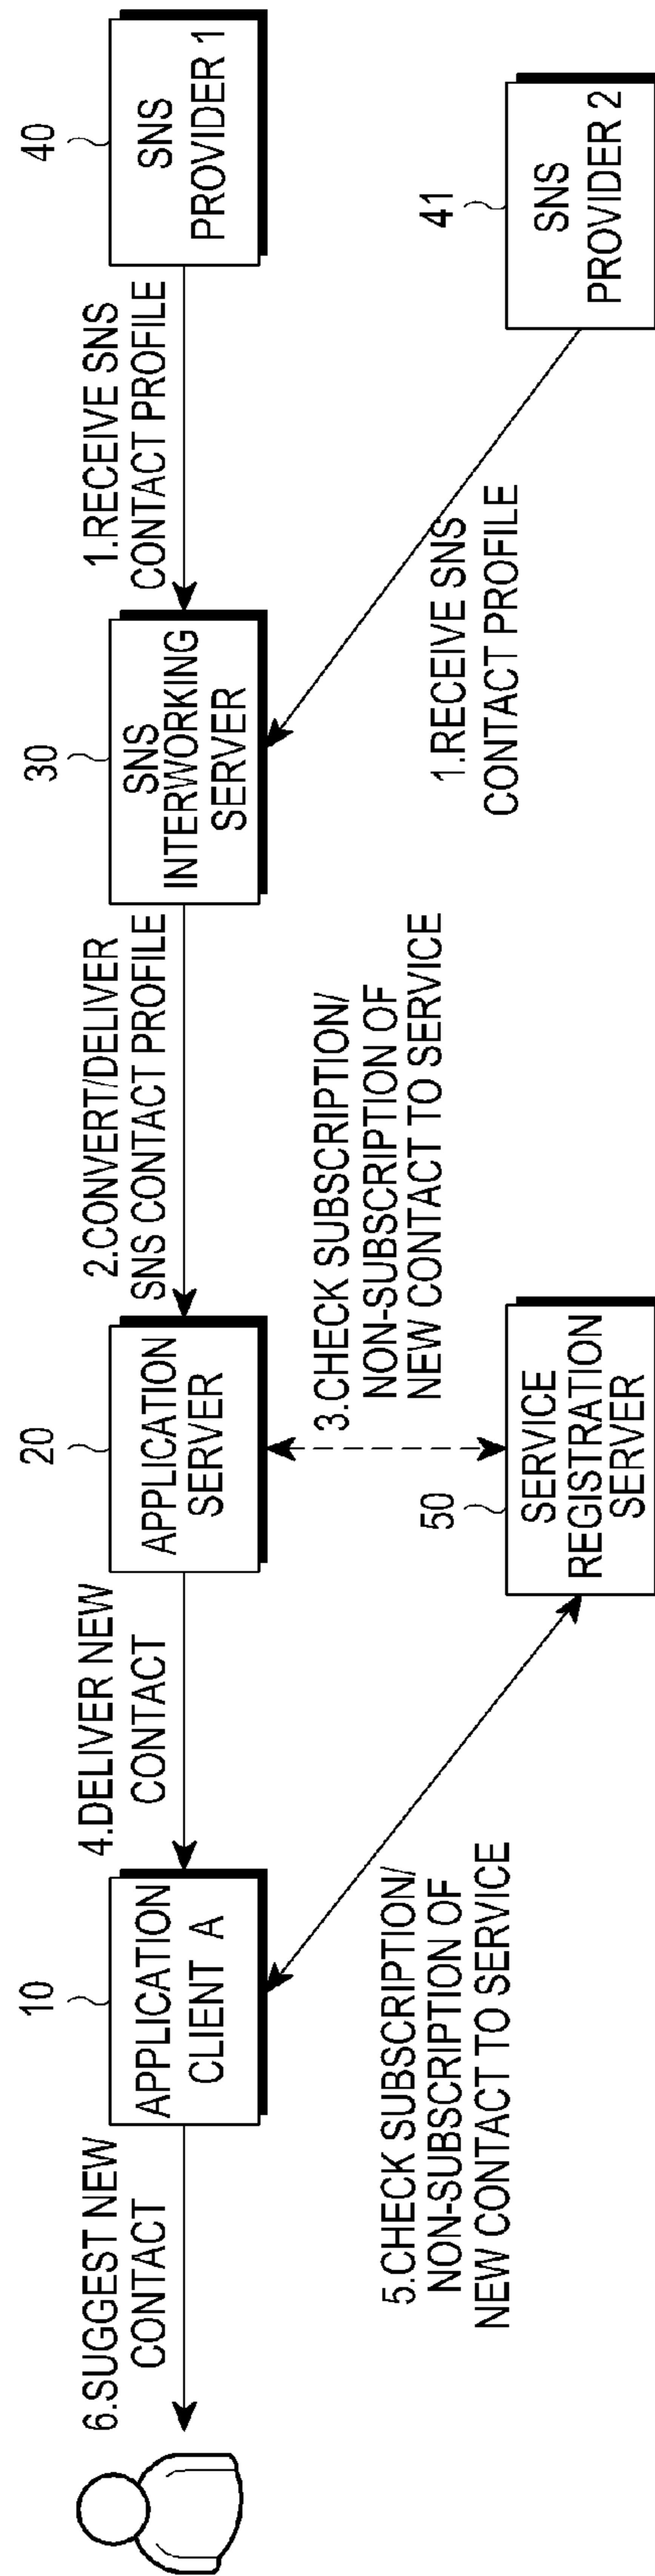 6.SUGGEST NEW
CONTACT
10
APPLICATION
CLIENT A
4.DELIVER NEW
CONTACT
20
APPLICATION
SERVER
2.CONVERT/DELIVER
SNS CONTACT PROFILE
30
SNS
INTERWORKING
SERVER
1.RECEIVE SNS
CONTACT PROFILE
40
SNS
PROVIDER 1
5.CHECK SUBSCRIPTION/
NON-SUBSCRIPTION OF
NEW CONTACT TO SERVICE
50
SERVICE
REGISTRATION
SERVER
3.CHECK SUBSCRIPTION/
NON-SUBSCRIPTION OF
NEW CONTACT TO SERVICE
1.RECEIVE SNS
CONTACT PROFILE
41
SNS
PROVIDER 2